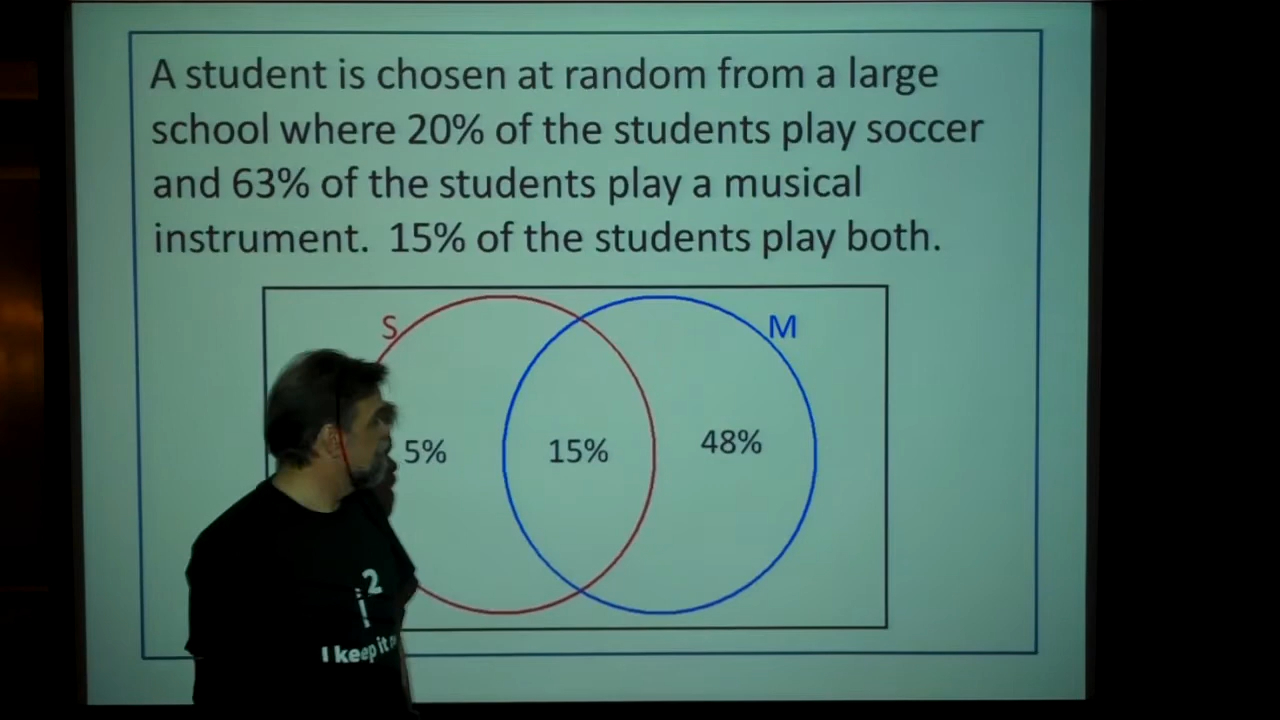 A student is chosen at random from a large
school where 20% of the students play soccer
and 63% of the students play a musical
instrument. 15% of the students play both.
S
M
5%
15%
48%
i²
I keep it